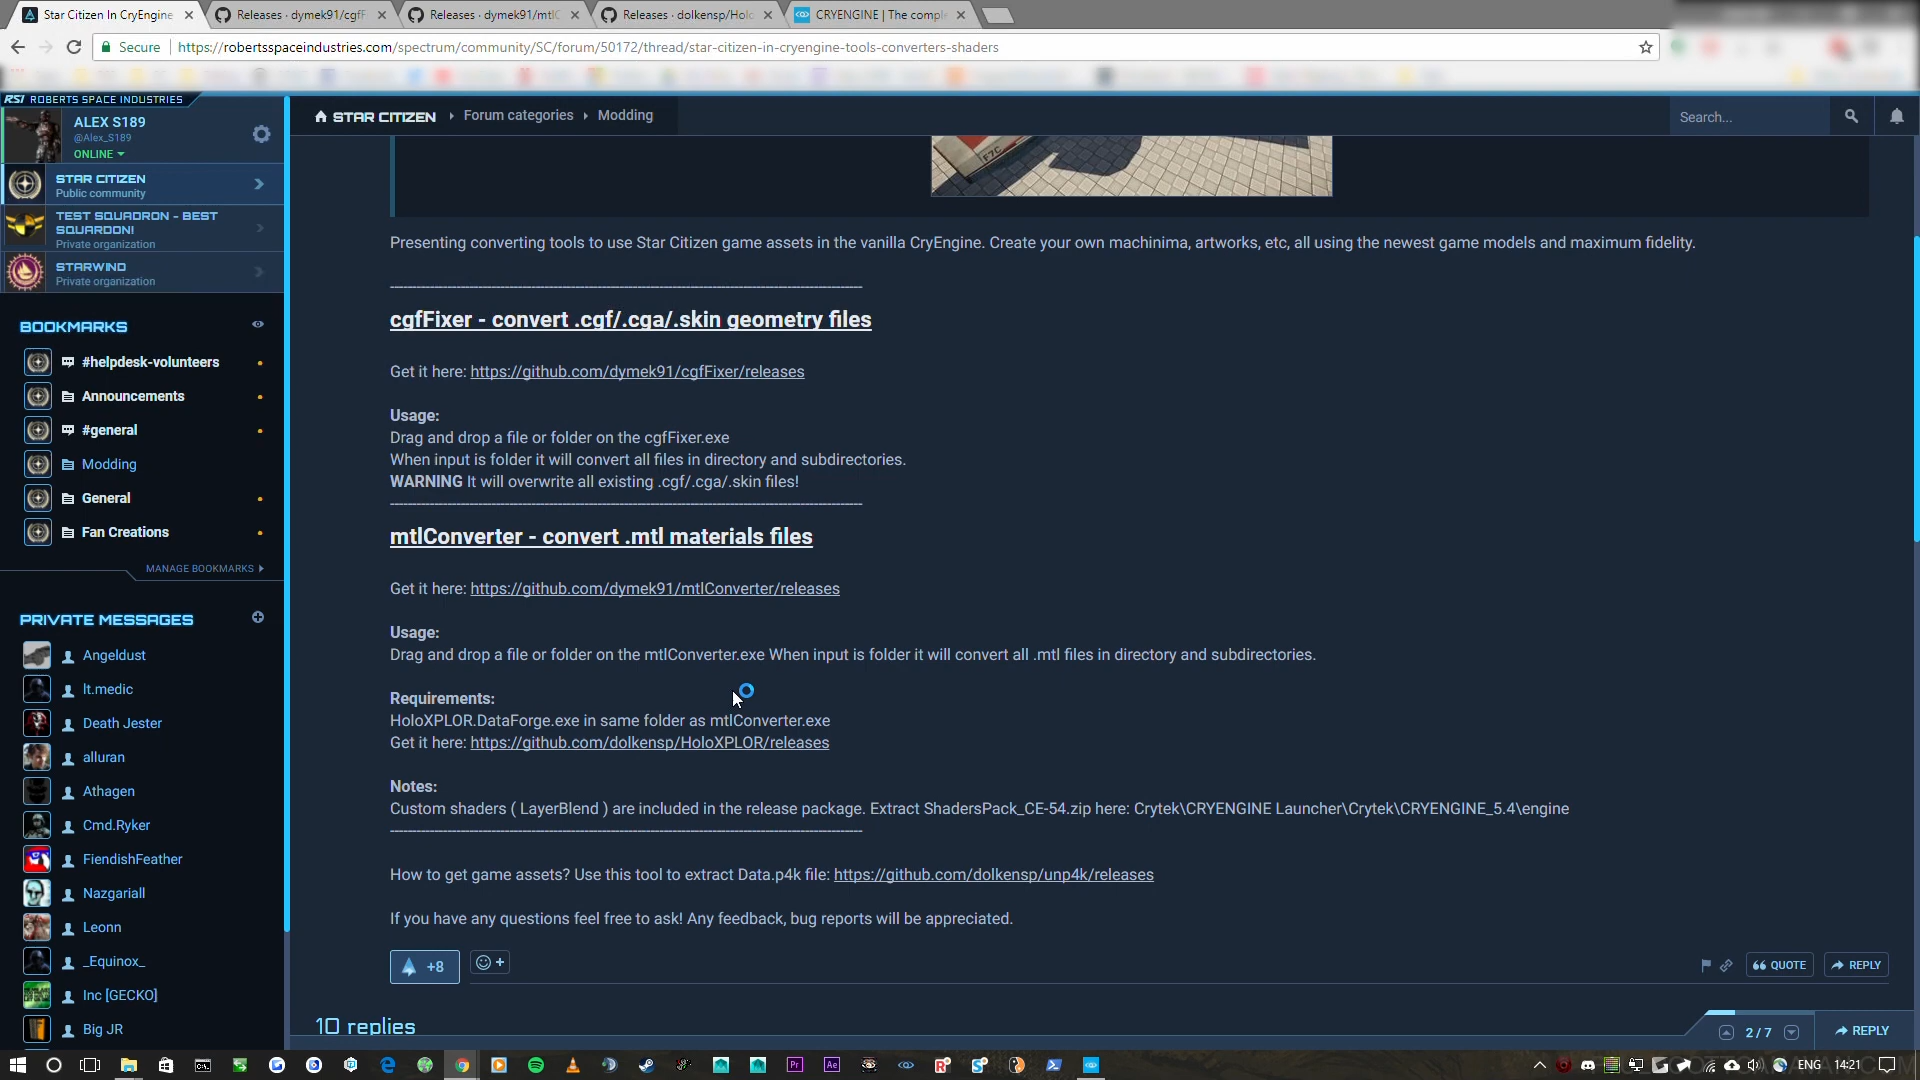 Star Citizen In CryEngine
Releases · dymek91/cgfF
Releases · dymek91/mtlC
Releases · dolkensp/Holo
CRYENGINE | The compl
Secure
https://robertsspaceindustries.com/spectrum/community/SC/forum/50172/thread/star-citizen-in-cryengine-tools-converters-shaders
RSI ROBERTS SPACE INDUSTRIES
ALEX S189
@Alex_S189
ONLINE
STAR CITIZEN
Public community
TEST SQUADRON - BEST
SQUARDON!
Private organization
STARWIND
Private organization
BOOKMARKS
#helpdesk-volunteers
Announcements
#general
Modding
General
Fan Creations
MANAGE BOOKMARKS
PRIVATE MESSAGES
Angeldust
lt.medic
Death Jester
alluran
Athagen
Cmd.Ryker
FiendishFeather
Nazgariall
Leonn
_Equinox_
Inc [GECKO]
Big JR
STAR CITIZEN
Forum categories
Modding
Search...
F7C
Presenting converting tools to use Star Citizen game assets in the vanilla CryEngine. Create your own machinima, artworks, etc, all using the newest game models and maximum fidelity.
cgfFixer - convert .cgf/.cga/.skin geometry files
Get it here: https://github.com/dymek91/cgfFixer/releases
Usage:
Drag and drop a file or folder on the cgfFixer.exe
When input is folder it will convert all files in directory and subdirectories.
WARNING It will overwrite all existing .cgf/.cga/.skin files!
mtlConverter - convert .mtl materials files
Get it here: https://github.com/dymek91/mtlConverter/releases
Usage:
Drag and drop a file or folder on the mtlConverter.exe When input is folder it will convert all .mtl files in directory and subdirectories.
Requirements:
HoloXPLOR.DataForge.exe in same folder as mtlConverter.exe
Get it here: https://github.com/dolkensp/HoloXPLOR/releases
Notes:
Custom shaders ( LayerBlend ) are included in the release package. Extract ShadersPack_CE-54.zip here: Crytek\CRYENGINE Launcher\Crytek\CRYENGINE_5.4\engine
How to get game assets? Use this tool to extract Data.p4k file: https://github.com/dolkensp/unp4k/releases
If you have any questions feel free to ask! Any feedback, bug reports will be appreciated.
+8
QUOTE
REPLY
10 replies
2/7
REPLY
Pr
Ae
ENG
14:21